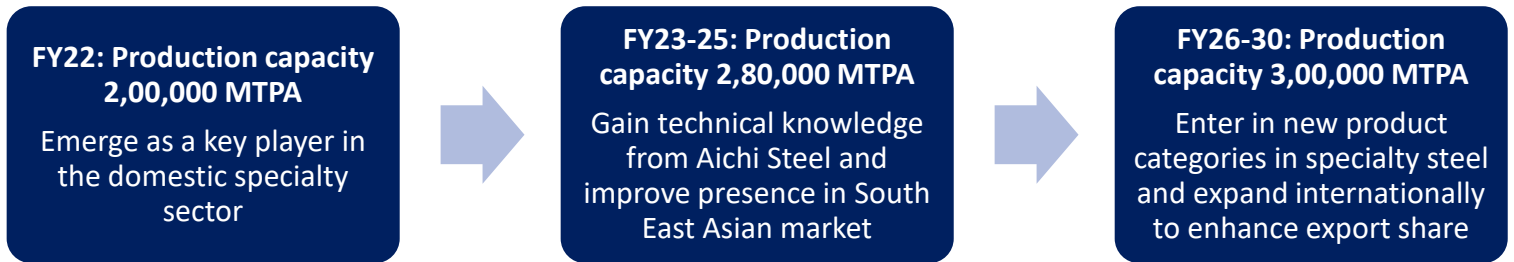 FY22: Production capacity
2,00,000 MTPA
Emerge as a key player in
the domestic specialty
sector
FY23-25: Production
capacity 2,80,000 MTPA
Gain technical knowledge
from Aichi Steel and
improve presence in South
East Asian market
FY26-30: Production
capacity 3,00,000 MTPA
Enter in new product
categories in specialty steel
and expand internationally
to enhance export share